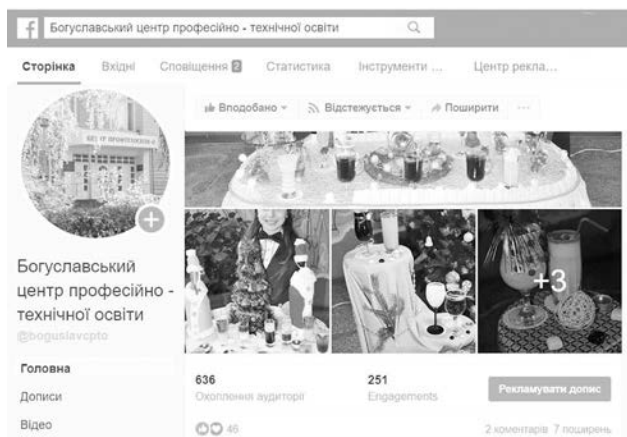 Богуславський центр професійно - технічної освіти
Сторінка Вхідні Сповіщення 2 Статистика Інструменти ... Центр рекла...
Вподобано Відстежується Поширити ...
+3
Богуславський
центр професійно -
технічної освіти
@boguslavcpto
Головна
Дописи
Відео
636 251
Охоплення аудиторії Engagements
Рекламувати допис
46 2 коментарів 7 поширень